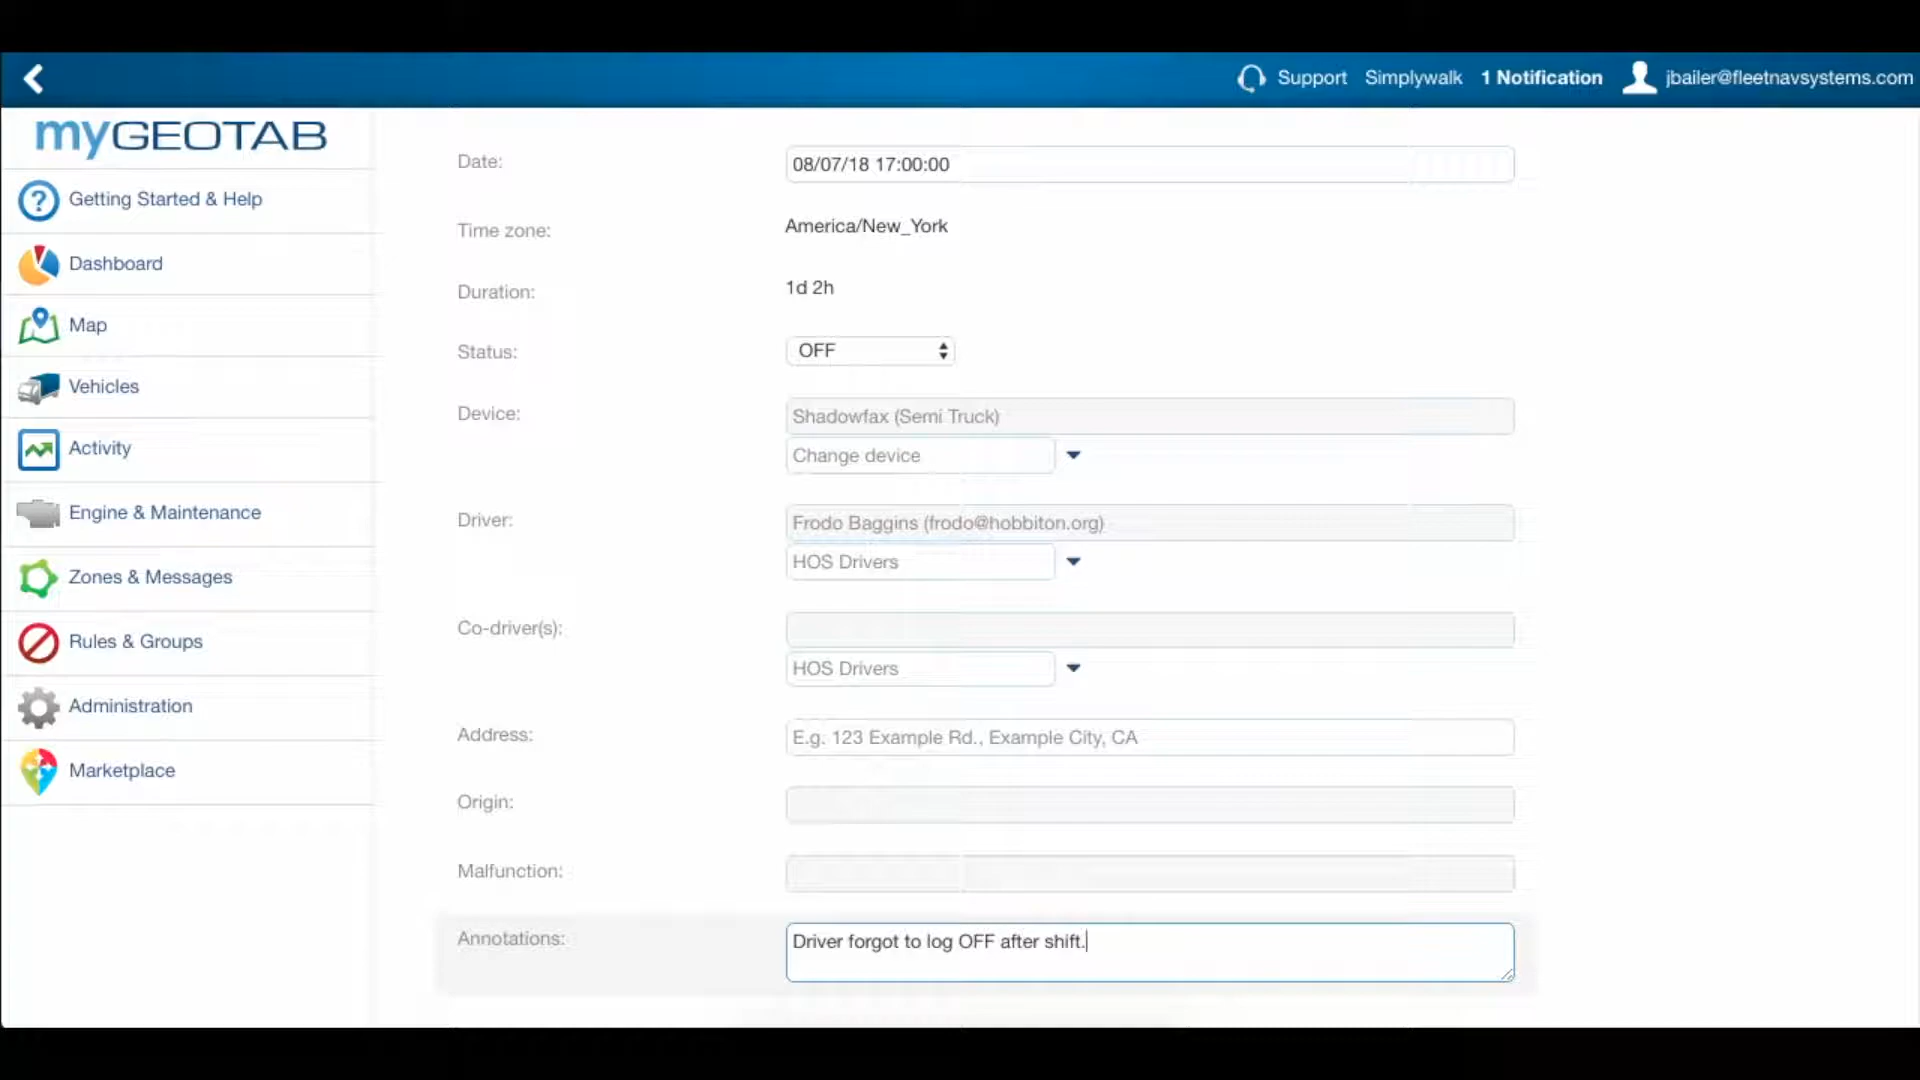 Support Simplywalk 1 Notification jbailer@fleetnavsystems.com
myGEOTAB
Getting Started & Help
Dashboard
Map
Vehicles
Activity
Engine & Maintenance
Zones & Messages
Rules & Groups
Administration
Marketplace
Date: 08/07/18 17:00:00
Time zone: America/New_York
Duration: 1d 2h
Status: OFF
Device: Shadowfax (Semi Truck)
Change device
Driver: Frodo Baggins (frodo@hobbiton.org)
HOS Drivers
Co-driver(s):
HOS Drivers
Address: E.g. 123 Example Rd., Example City, CA
Origin:
Malfunction:
Annotations: Driver forgot to log OFF after shift.